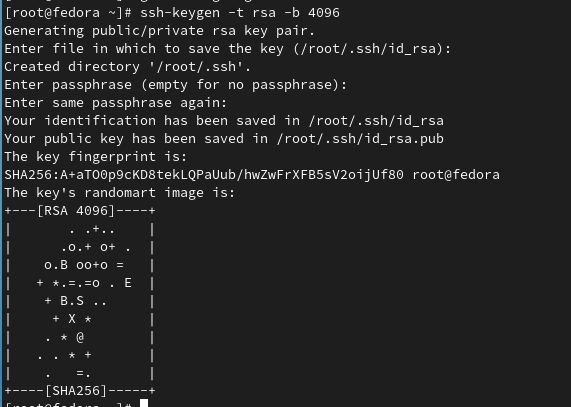 [root@fedora ~]# ssh-keygen -t rsa -b 4096
Generating public/private rsa key pair.
Enter file in which to save the key (/root/.ssh/id_rsa):
Created directory '/root/.ssh'.
Enter passphrase (empty for no passphrase):
Enter same passphrase again:
Your identification has been saved in /root/.ssh/id_rsa
Your public key has been saved in /root/.ssh/id_rsa.pub
The key fingerprint is:
SHA256:A+aTO0p9cKD8tekLQPaUub/hwZwFrXFB5sV2oijUf80 root@fedora
The key's randomart image is:
+---[RSA 4096]----+
|       . .+..    |
|      .o.+ o+ .  |
|    o.B oo+o =   |
|   + *.=.=o . E  |
|    + B.S ..     |
|     + X *       |
|    . * @        |
|   . . * +       |
|    .   =.       |
+----[SHA256]-----+
[root@fedora ~]#